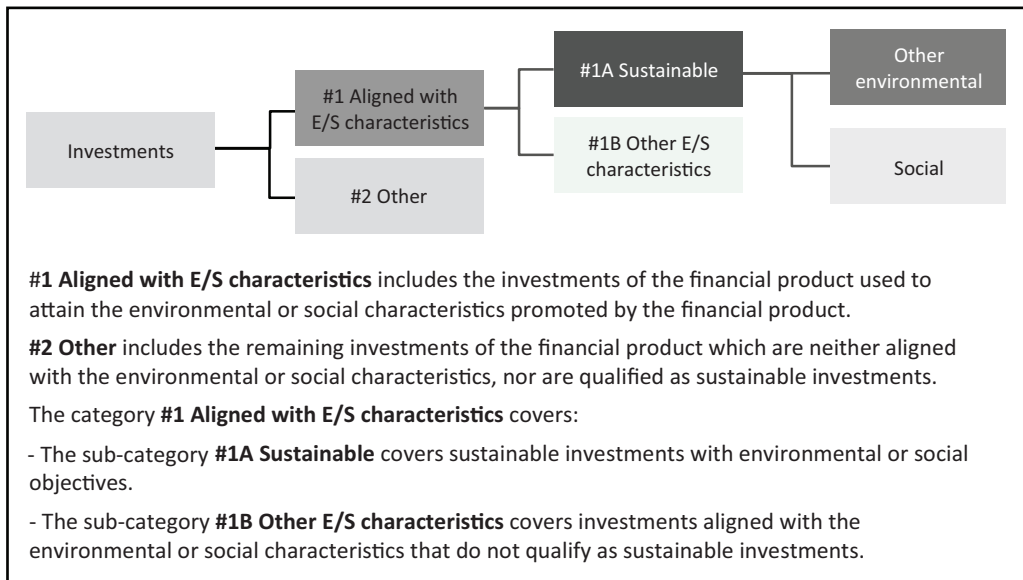 Investments
#1 Aligned with
E/S characteristics
#2 Other
#1A Sustainable
#1B Other E/S
characteristics
Other
environmental
Social
#1 Aligned with E/S characteristics includes the investments of the financial product used to
attain the environmental or social characteristics promoted by the financial product.
#2 Other includes the remaining investments of the financial product which are neither aligned
with the environmental or social characteristics, nor are qualified as sustainable investments.
The category #1 Aligned with E/S characteristics covers:
- The sub-category #1A Sustainable covers sustainable investments with environmental or social
objectives.
- The sub-category #1B Other E/S characteristics covers investments aligned with the
environmental or social characteristics that do not qualify as sustainable investments.